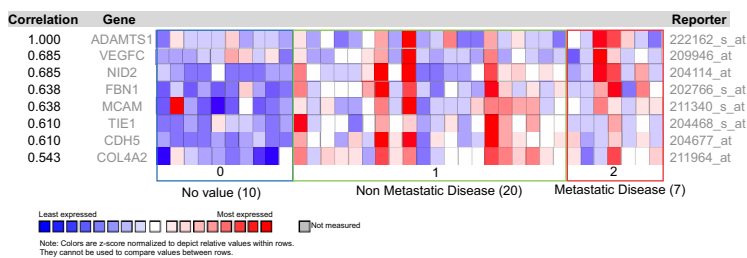 Correlation Gene Reporter
1.000 ADAMTS1 222162_s_at
0.685 VEGFC 209946_at
0.685 NID2 204114_at
0.638 FBN1 202766_s_at
0.638 MCAM 211340_s_at
0.610 TIE1 204468_s_at
0.610 CDH5 204677_at
0.543 COL4A2 211964_at
0 1 2
No value (10) Non Metastatic Disease (20) Metastatic Disease (7)
Least expressed Most expressed
Not measured
Note: Colors are z-score normalized to depict relative values within rows.
They cannot be used to compare values between rows.